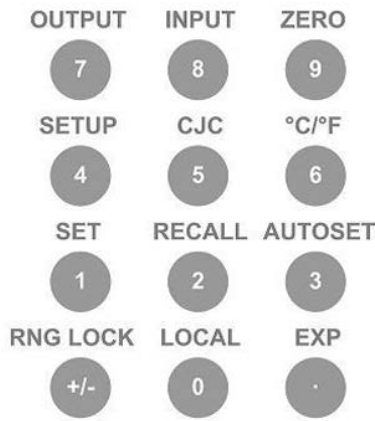 OUTPUT INPUT ZERO
7 8 9
SETUP CJC °C/°F
4 5 6
SET RECALL AUTOSET
1 2 3
RNG LOCK LOCAL EXP
+/- 0 ·